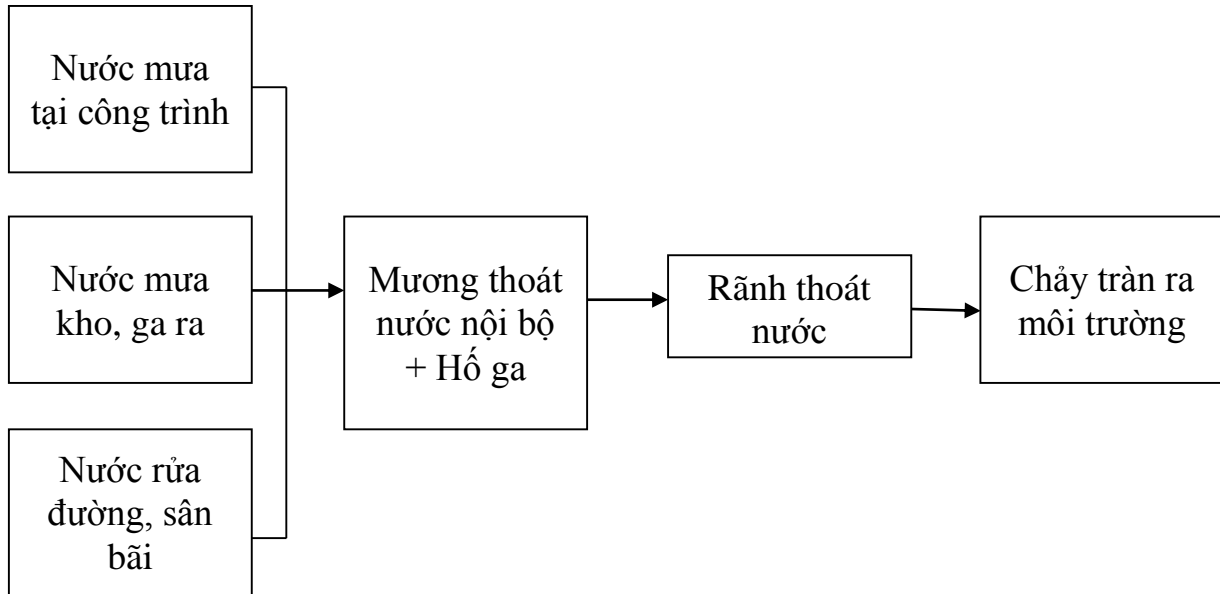 Nước mưa
tại công trình
Nước mưa
kho, ga ra
Nước rửa
đường, sân
bãi
Mương thoát
nước nội bộ
+ Hố ga
Rãnh thoát
nước
Chảy tràn ra
môi trường